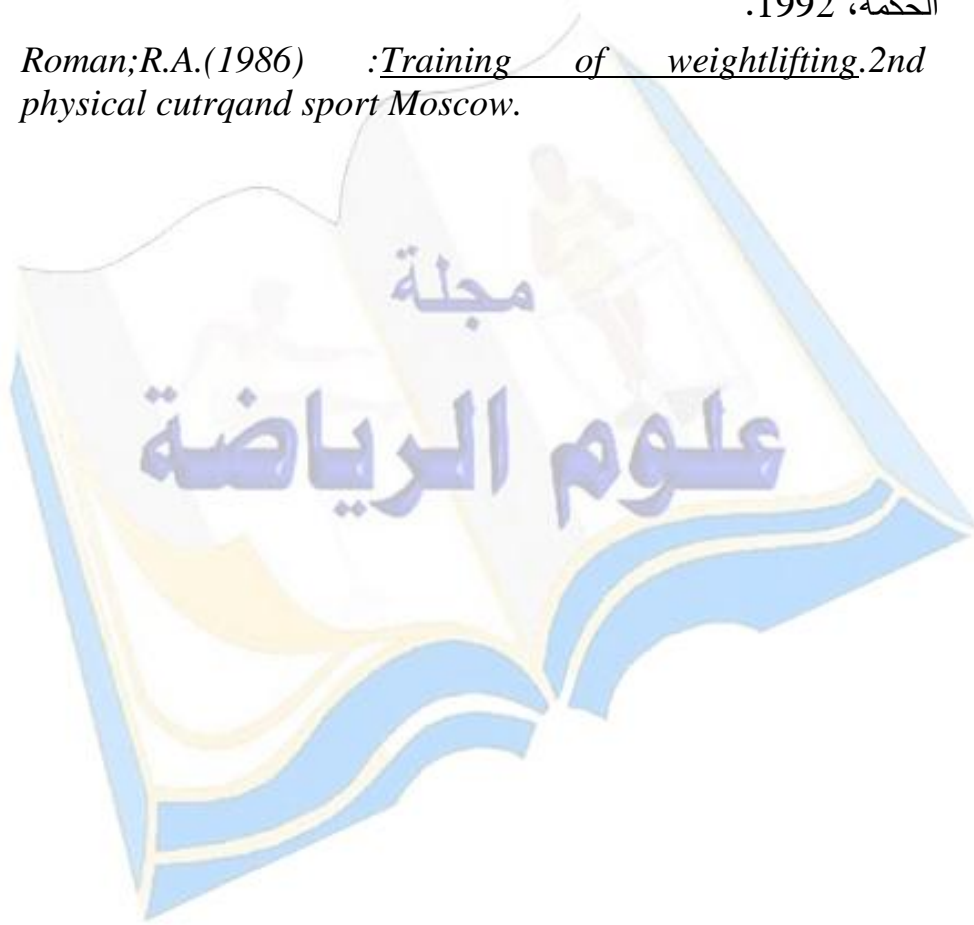 الحكمة، 1992.
Roman;R.A.(1986) :Training of weightlifting.2nd
physical cutrqand sport Moscow.
مجلة
علوم الرياضة